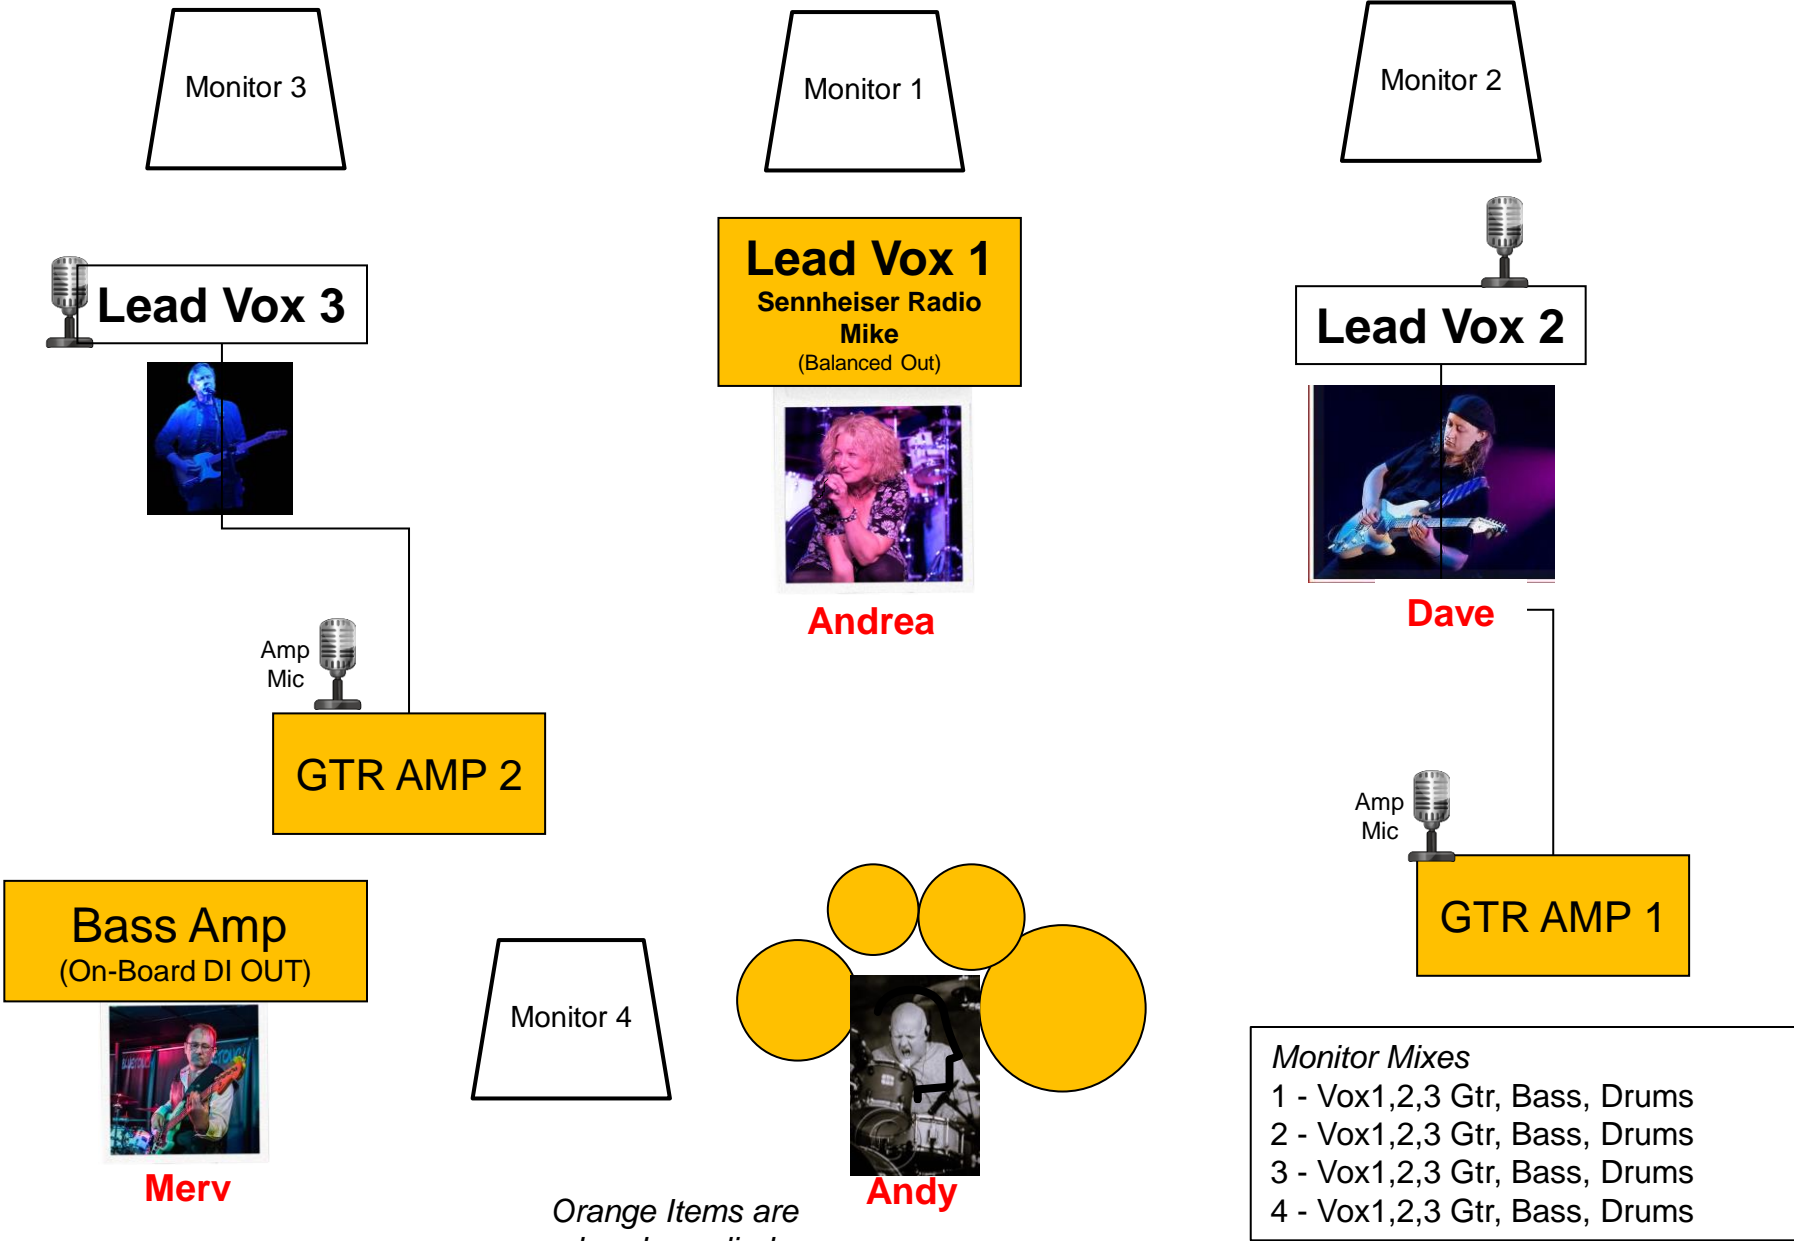 Monitor 3
Monitor 1
Monitor 2
Lead Vox 3
Lead Vox 1
Sennheiser Radio
Mike
(Balanced Out)
Lead Vox 2
Andrea
Dave
Amp
Mic
GTR AMP 2
Amp
Mic
GTR AMP 1
Bass Amp
(On-Board DI OUT)
Monitor 4
Merv
Andy
Orange Items are
Monitor Mixes
1 - Vox1,2,3 Gtr, Bass, Drums
2 - Vox1,2,3 Gtr, Bass, Drums
3 - Vox1,2,3 Gtr, Bass, Drums
4 - Vox1,2,3 Gtr, Bass, Drums